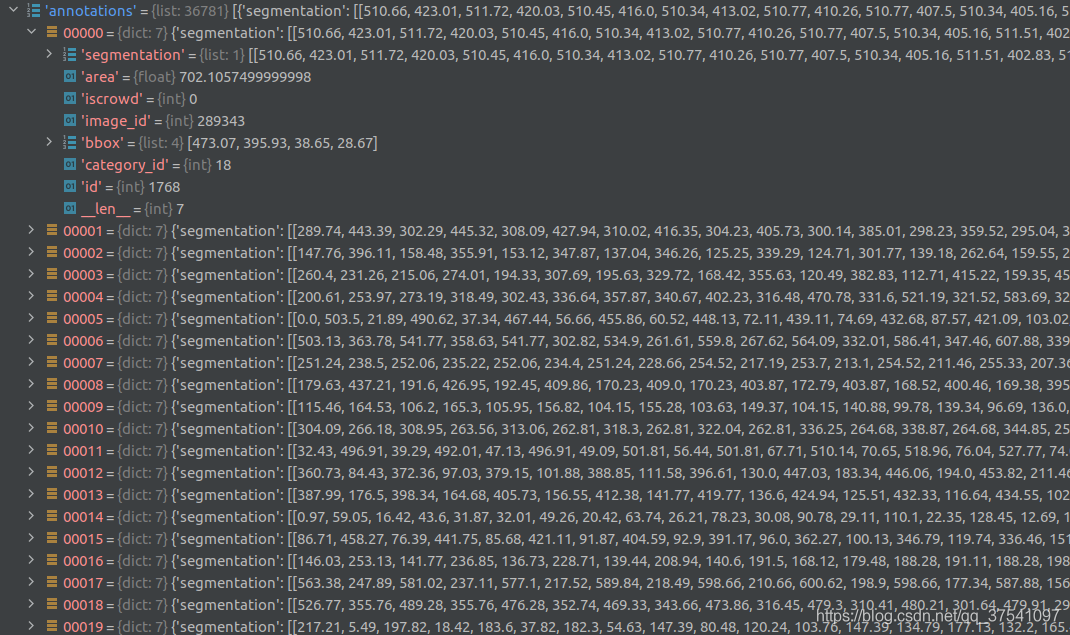 'annotations' = {list: 36781} [{'segmentation': [[510.66, 423.01, 511.72, 420.03, 510.45, 416.0, 510.34, 413.02, 510.77, 410.26, 510.77, 407.5, 510.34, 405.16, 5
00000 = {dict: 7} {'segmentation': [[510.66, 423.01, 511.72, 420.03, 510.45, 416.0, 510.34, 413.02, 510.77, 410.26, 510.77, 407.5, 510.34, 405.16, 511.51, 402
'segmentation' = {list: 1} [[510.66, 423.01, 511.72, 420.03, 510.45, 416.0, 510.34, 413.02, 510.77, 410.26, 510.77, 407.5, 510.34, 405.16, 511.51, 402.83, 51
'area' = {float} 702.1057499999998
'iscrowd' = {int} 0
'image_id' = {int} 289343
'bbox' = {list: 4} [473.07, 395.93, 38.65, 28.67]
'category_id' = {int} 18
'id' = {int} 1768
__len__ = {int} 7
00001 = {dict: 7} {'segmentation': [[289.74, 443.39, 302.29, 445.32, 308.09, 427.94, 310.02, 416.35, 304.23, 405.73, 300.14, 385.01, 298.23, 359.52, 295.04, 3
00002 = {dict: 7} {'segmentation': [[147.76, 396.11, 158.48, 355.91, 153.12, 347.87, 137.04, 346.26, 125.25, 339.29, 124.71, 301.77, 139.18, 262.64, 159.55, 2
00003 = {dict: 7} {'segmentation': [[260.4, 231.26, 215.06, 274.01, 194.33, 307.69, 195.63, 329.72, 168.42, 355.63, 120.49, 382.83, 112.71, 415.22, 159.35, 45
00004 = {dict: 7} {'segmentation': [[200.61, 253.97, 273.19, 318.49, 302.43, 336.64, 357.87, 340.67, 402.23, 316.48, 470.78, 331.6, 521.19, 321.52, 583.69, 32
00005 = {dict: 7} {'segmentation': [[0.0, 503.5, 21.89, 490.62, 37.34, 467.44, 56.66, 455.86, 60.52, 448.13, 72.11, 439.11, 74.69, 432.68, 87.57, 421.09, 103.02
00006 = {dict: 7} {'segmentation': [[503.13, 363.78, 541.77, 358.63, 541.77, 302.82, 534.9, 261.61, 559.8, 267.62, 564.09, 332.01, 586.41, 347.46, 607.88, 339
00007 = {dict: 7} {'segmentation': [[251.24, 238.5, 252.06, 235.22, 252.06, 234.4, 251.24, 228.66, 254.52, 217.19, 253.7, 213.1, 254.52, 211.46, 255.33, 207.36
00008 = {dict: 7} {'segmentation': [[179.63, 437.21, 191.6, 426.95, 192.45, 409.86, 170.23, 409.0, 170.23, 403.87, 172.79, 403.87, 168.52, 400.46, 169.38, 395
00009 = {dict: 7} {'segmentation': [[115.46, 164.53, 106.2, 165.3, 105.95, 156.82, 104.15, 155.28, 103.63, 149.37, 104.15, 140.88, 99.78, 139.34, 96.69, 136.0,
00010 = {dict: 7} {'segmentation': [[304.09, 266.18, 308.95, 263.56, 313.06, 262.81, 318.3, 262.81, 322.04, 262.81, 336.25, 264.68, 338.87, 264.68, 344.85, 25
00011 = {dict: 7} {'segmentation': [[32.43, 496.91, 39.29, 492.01, 47.13, 496.91, 49.09, 501.81, 56.44, 501.81, 67.71, 510.14, 70.65, 518.96, 76.04, 527.77, 74.
00012 = {dict: 7} {'segmentation': [[360.73, 84.43, 372.36, 97.03, 379.15, 101.88, 388.85, 111.58, 396.61, 130.0, 447.03, 183.34, 446.06, 194.0, 453.82, 211.46
00013 = {dict: 7} {'segmentation': [[387.99, 176.5, 398.34, 164.68, 405.73, 156.55, 412.38, 141.77, 419.77, 136.6, 424.94, 125.51, 432.33, 116.64, 434.55, 102
00014 = {dict: 7} {'segmentation': [[0.97, 59.05, 16.42, 43.6, 31.87, 32.01, 49.26, 20.42, 63.74, 26.21, 78.23, 30.08, 90.78, 29.11, 110.1, 22.35, 128.45, 12.69, 1
00015 = {dict: 7} {'segmentation': [[86.71, 458.27, 76.39, 441.75, 85.68, 421.11, 91.87, 404.59, 92.9, 391.17, 96.0, 362.27, 100.13, 346.79, 119.74, 336.46, 151
00016 = {dict: 7} {'segmentation': [[146.03, 253.13, 141.77, 236.85, 136.73, 228.71, 139.44, 208.94, 140.6, 191.5, 168.12, 179.48, 188.28, 191.11, 188.28, 198
00017 = {dict: 7} {'segmentation': [[563.38, 247.89, 581.02, 237.11, 577.1, 217.52, 589.84, 218.49, 598.66, 210.66, 600.62, 198.9, 598.66, 177.34, 587.88, 156
00018 = {dict: 7} {'segmentation': [[526.77, 355.76, 489.28, 355.76, 476.28, 352.74, 469.33, 343.66, 473.86, 316.45, 479.3, 310.41, 480.21, 301.64, 479.91, 29
00019 = {dict: 7} {'segmentation': [[217.21, 5.49, 197.82, 18.42, 183.6, 37.82, 182.3, 54.63, 147.39, 80.48, 120.24, 103.76, 147.39, 134.79, 177.13, 132.2, 165.
https://blog.csdn.net/qq_37541097